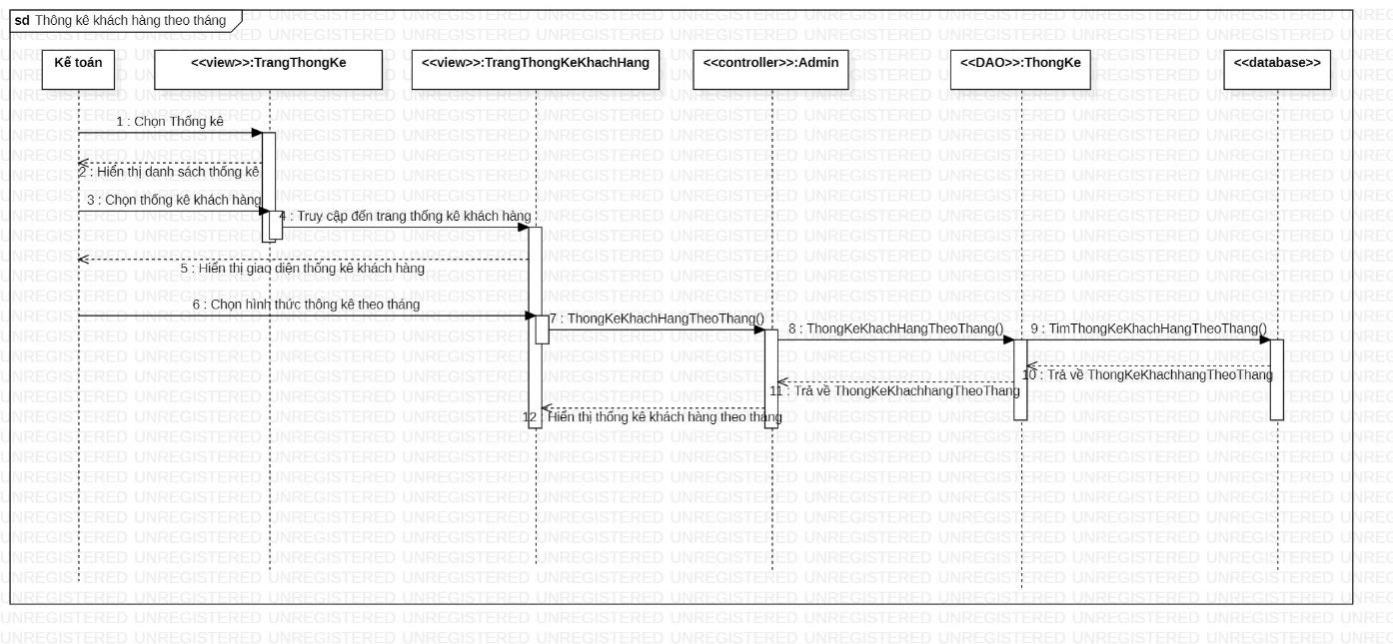 sd Thông kê khách hàng theo tháng
Kế toán
<<view>>:TrangThongKe
<<view>>:TrangThongKeKhachHang
<<controller>>:Admin
<<DAO>>:ThongKe
<<database>>
1 : Chọn Thống kê
2 : Hiển thị danh sách thống kê
3 : Chọn thống kê khách hàng
4 : Truy cập đến trang thống kê khách hàng
5 : Hiển thị giao diện thống kê khách hàng
6 : Chọn hình thức thông kê theo tháng
7 : ThongKeKhachHangTheoThang()
8 : ThongKeKhachHangTheoThang()
9 : TimThongKeKhachHangTheoThang()
10 : Trả về ThongKeKhachhangTheoThang
11 : Trả về ThongKeKhachhangTheoThang
12 : Hiển thị thống kê khách hàng theo tháng
UNREGISTERED